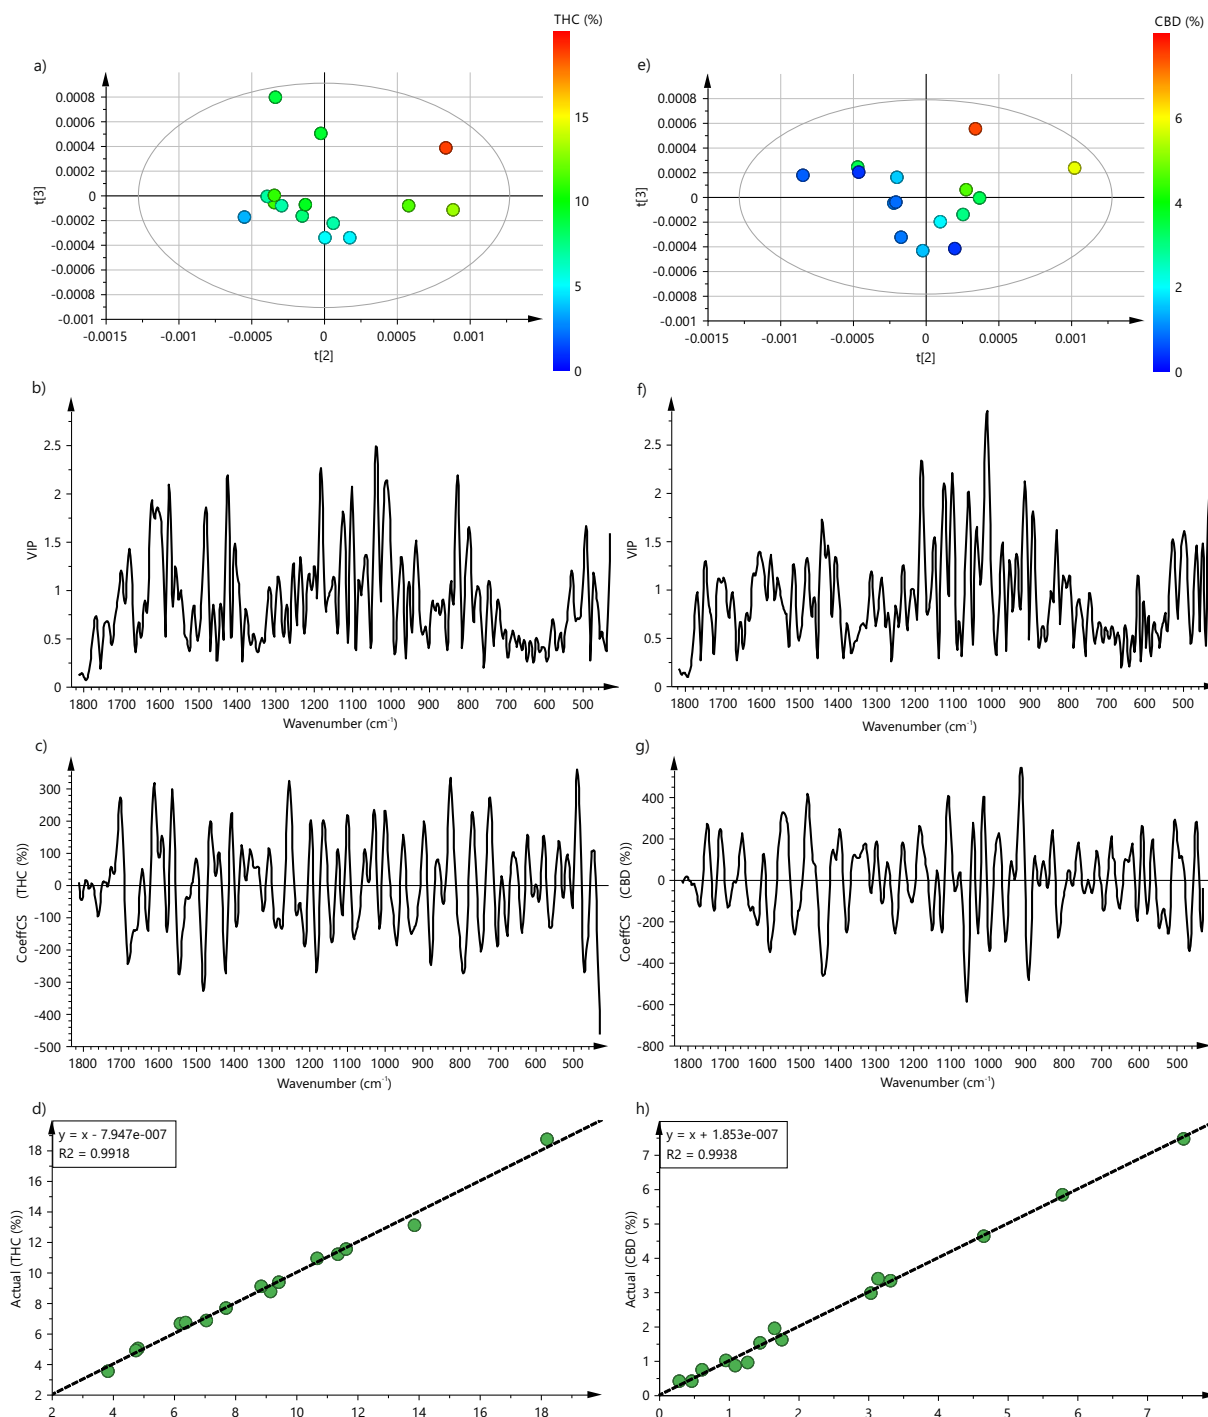 THC (%)
a)
0.0008
0.0006
0.0004
0.0002
0
-0.0002
-0.0004
-0.0006
-0.0008
-0.001
t[3]
-0.0015
-0.001
-0.0005
0
0.0005
0.001
t[2]
15
10
5
0
CBD (%)
e)
0.0008
0.0006
0.0004
0.0002
0
-0.0002
-0.0004
-0.0006
-0.0008
-0.001
t[3]
-0.0015
-0.001
-0.0005
0
0.0005
0.001
t[2]
6
4
2
0
b)
2.5
2
1.5
1
0.5
0
VIP
1800 1700 1600 1500 1400 1300 1200 1100 1000 900 800 700 600 500
Wavenumber (cm⁻¹)
f)
2.5
2
1.5
1
0.5
0
VIP
1800 1700 1600 1500 1400 1300 1200 1100 1000 900 800 700 600 500
Wavenumber (cm⁻¹)
c)
300
200
100
0
-100
-200
-300
-400
-500
CoeffCS (THC (%))
1800 1700 1600 1500 1400 1300 1200 1100 1000 900 800 700 600 500
Wavenumber (cm⁻¹)
g)
400
200
0
-200
-400
-600
-800
CoeffCS (CBD (%))
1800 1700 1600 1500 1400 1300 1200 1100 1000 900 800 700 600 500
Wavenumber (cm⁻¹)
d)
y = x - 7.947e-007
R2 = 0.9918
18
16
14
12
10
8
6
4
2
Actual (THC (%))
2 4 6 8 10 12 14 16 18
h)
y = x + 1.853e-007
R2 = 0.9938
7
6
5
4
3
2
1
0
Actual (CBD (%))
0 1 2 3 4 5 6 7